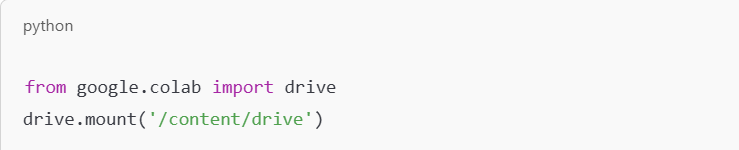 python
from google.colab import drive
drive.mount('/content/drive')